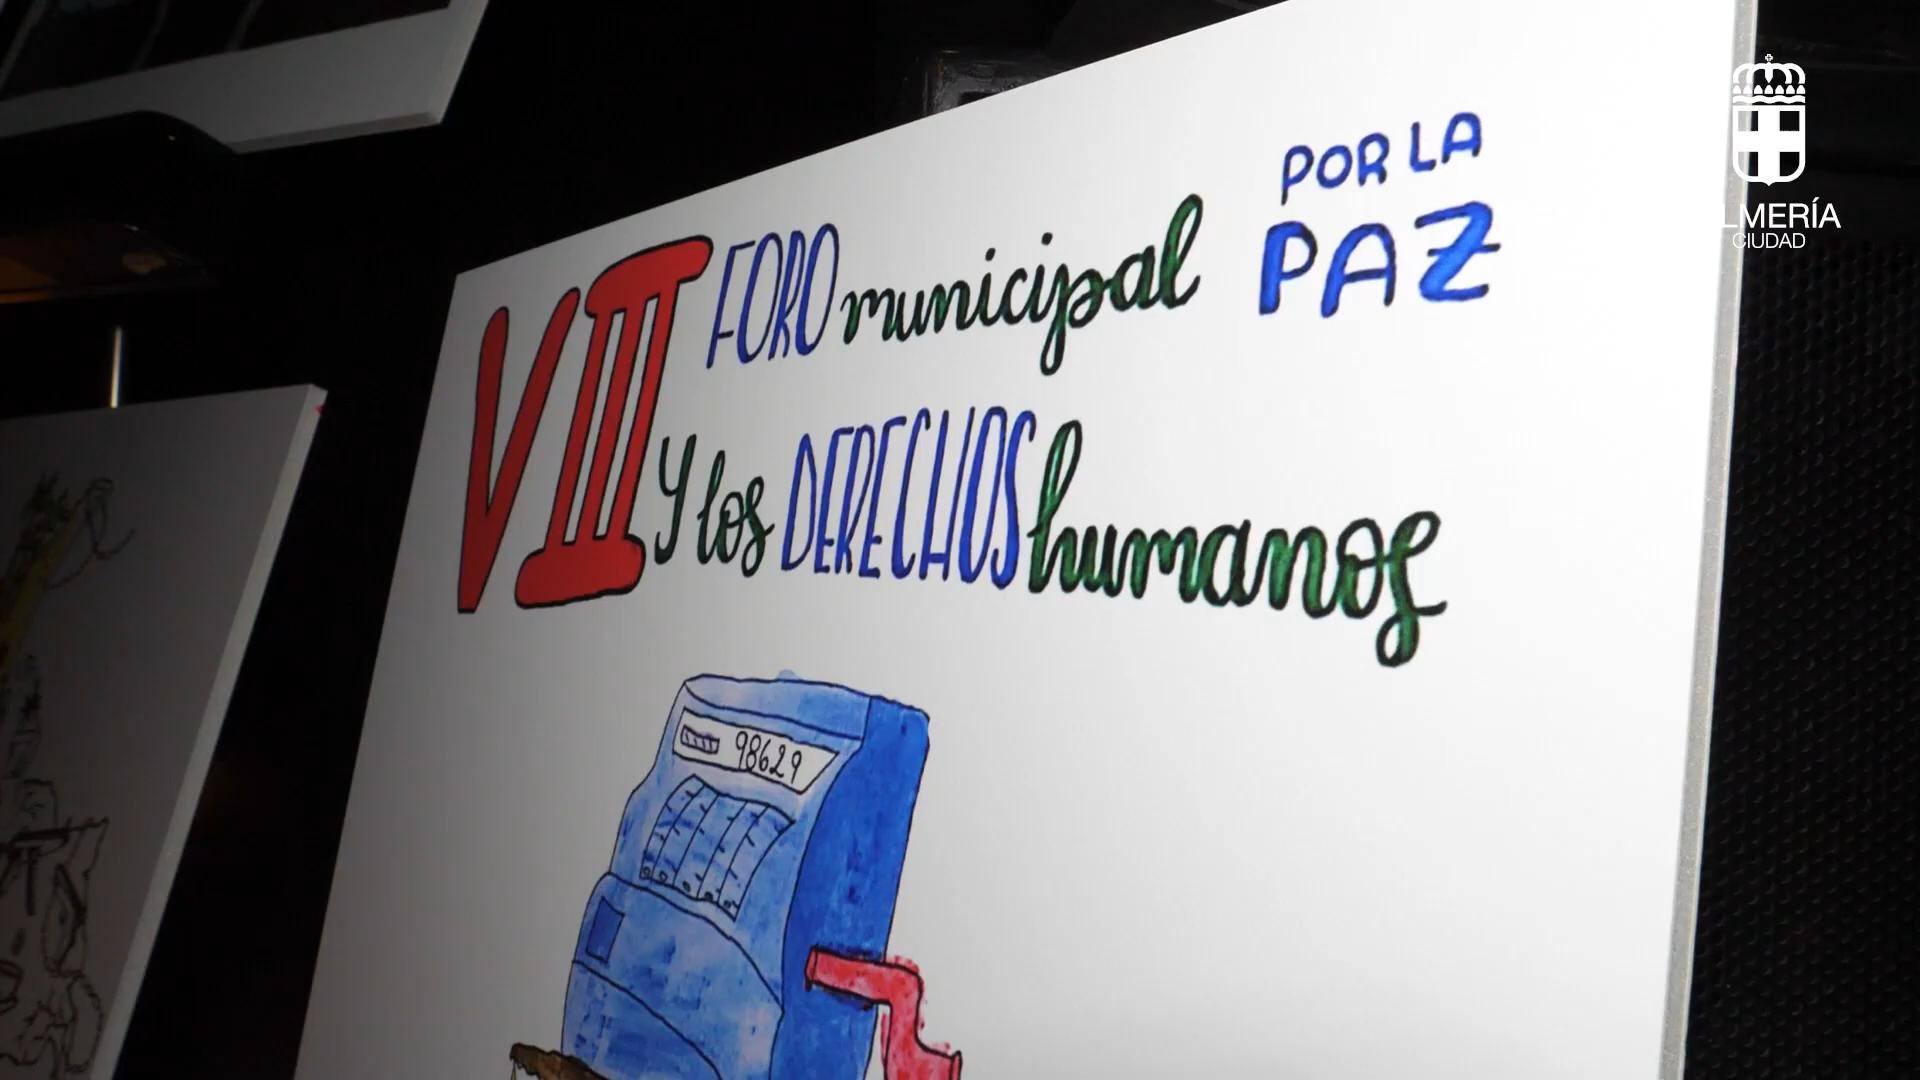 VIII FORO municipal POR LA PAZ
Y los DERECHOS humanos
98629
ALMERÍA
CIUDAD